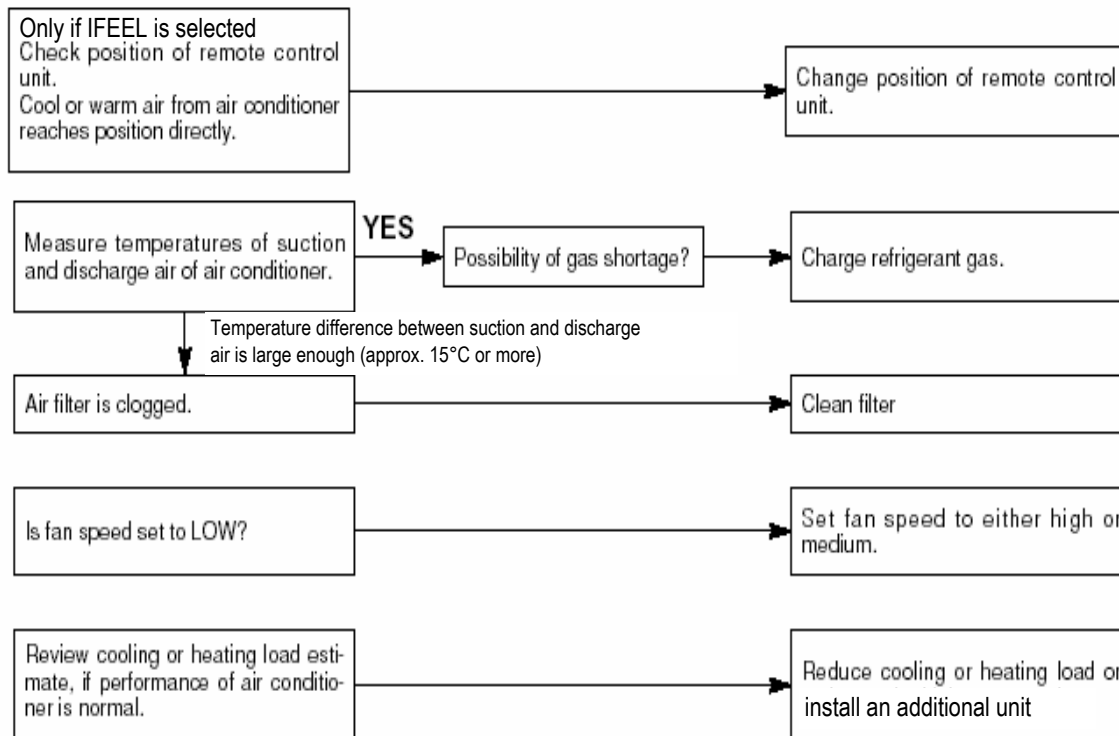 Only if IFEEL is selected
Check position of remote control
unit.
Cool or warm air from air conditioner
reaches position directly.
Change position of remote control
unit.
Measure temperatures of suction
and discharge air of air conditioner.
YES
Possibility of gas shortage?
Charge refrigerant gas.
Temperature difference between suction and discharge
air is large enough (approx. 15°C or more)
Air filter is clogged.
Clean filter
Is fan speed set to LOW?
Set fan speed to either high or
medium.
Review cooling or heating load esti-
mate, if performance of air conditio-
ner is normal.
Reduce cooling or heating load or
install an additional unit